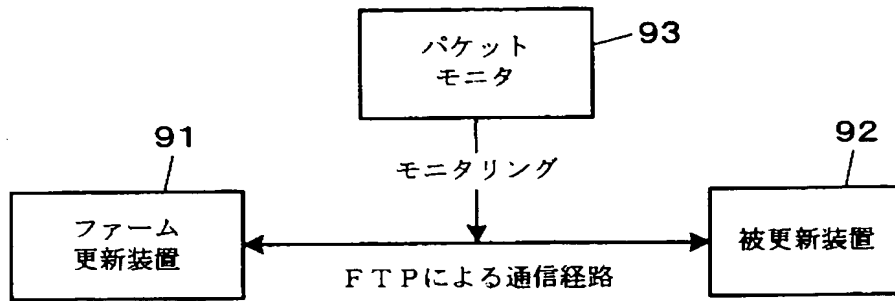 パケット
モニタ
93
91
モニタリング
92
ファーム
更新装置
被更新装置
ＦＴＰによる通信経路